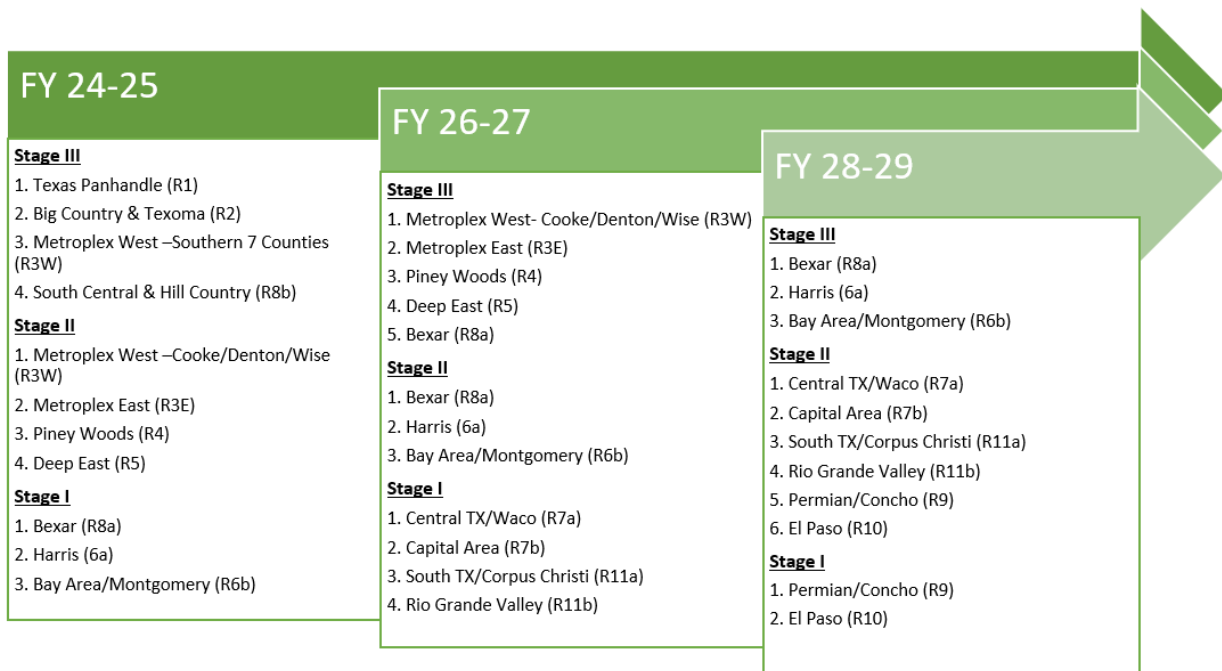 FY 24-25
Stage III
1. Texas Panhandle (R1)
2. Big Country & Texoma (R2)
3. Metroplex West –Southern 7 Counties
(R3W)
4. South Central & Hill Country (R8b)
Stage II
1. Metroplex West –Cooke/Denton/Wise
(R3W)
2. Metroplex East (R3E)
3. Piney Woods (R4)
4. Deep East (R5)
Stage I
1. Bexar (R8a)
2. Harris (6a)
3. Bay Area/Montgomery (R6b)
FY 26-27
Stage III
1. Metroplex West- Cooke/Denton/Wise (R3W)
2. Metroplex East (R3E)
3. Piney Woods (R4)
4. Deep East (R5)
5. Bexar (R8a)
Stage II
1. Bexar (R8a)
2. Harris (6a)
3. Bay Area/Montgomery (R6b)
Stage I
1. Central TX/Waco (R7a)
2. Capital Area (R7b)
3. South TX/Corpus Christi (R11a)
4. Rio Grande Valley (R11b)
FY 28-29
Stage III
1. Bexar (R8a)
2. Harris (6a)
3. Bay Area/Montgomery (R6b)
Stage II
1. Central TX/Waco (R7a)
2. Capital Area (R7b)
3. South TX/Corpus Christi (R11a)
4. Rio Grande Valley (R11b)
5. Permian/Concho (R9)
6. El Paso (R10)
Stage I
1. Permian/Concho (R9)
2. El Paso (R10)